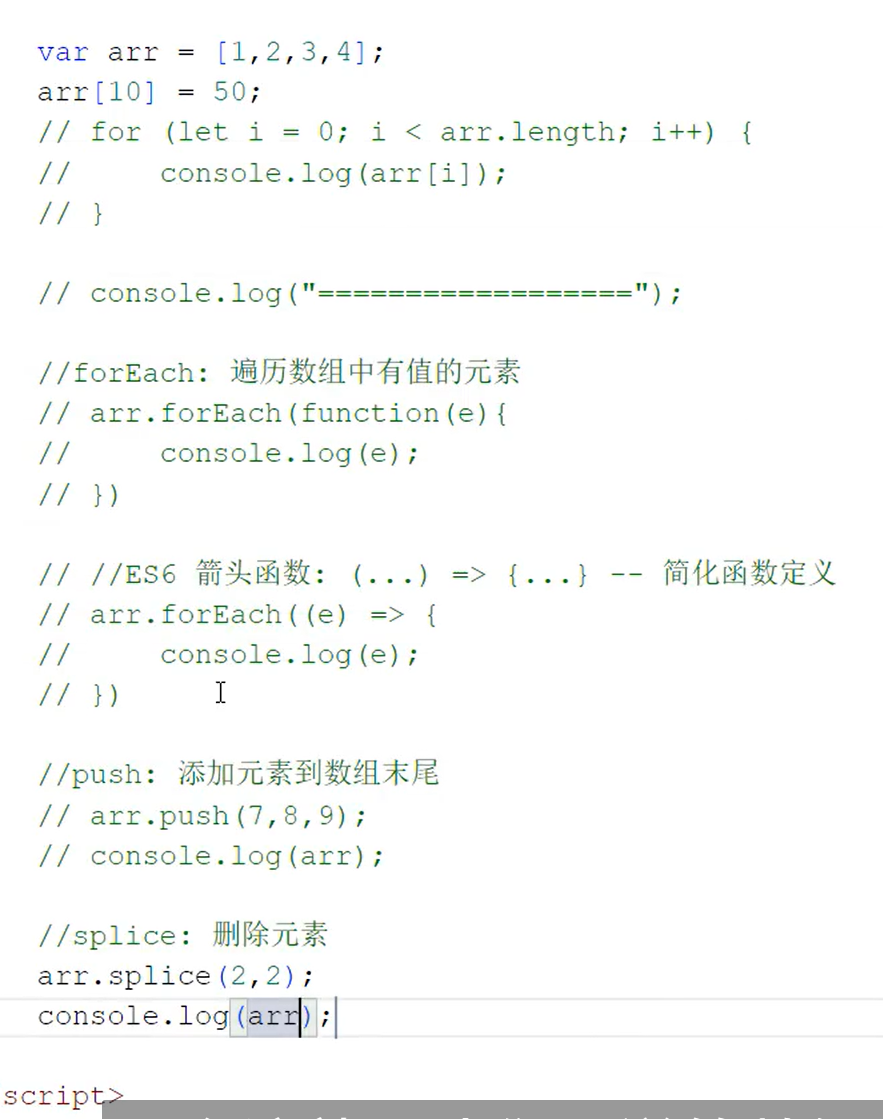 var arr = [1,2,3,4];
arr[10] = 50;
// for (let i = 0; i < arr.length; i++) {
//     console.log(arr[i]);
// }
// console.log("==================");
//forEach: 遍历数组中有值的元素
// arr.forEach(function(e){
//     console.log(e);
// })
// //ES6 箭头函数: (...) => {...} -- 简化函数定义
// arr.forEach((e) => {
//     console.log(e);
// })
//push: 添加元素到数组末尾
// arr.push(7,8,9);
// console.log(arr);
//splice: 删除元素
arr.splice(2,2);
console.log(arr);
script>